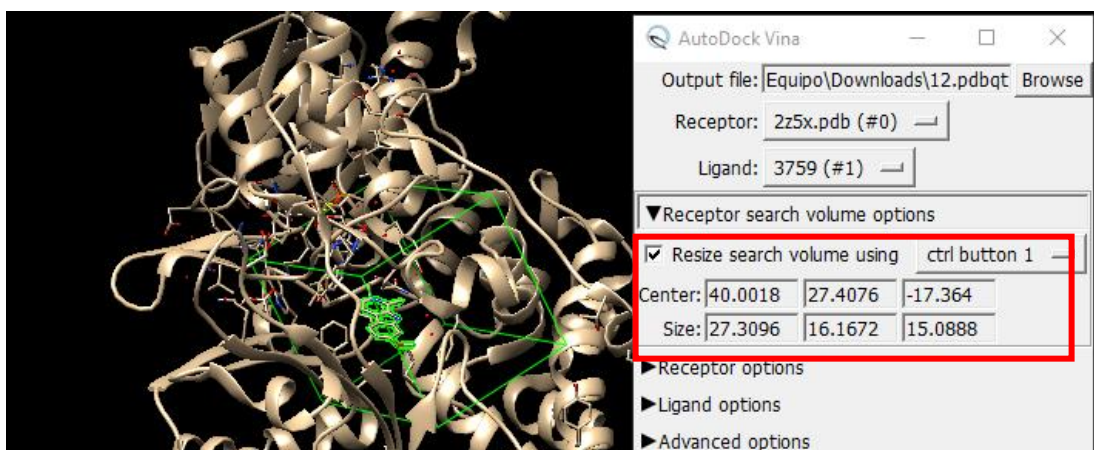 AutoDock Vina
Output file: Equipo\Downloads\12.pdbqt Browse
Receptor: 2z5x.pdb (#0)
Ligand: 3759 (#1)
▼Receptor search volume options
Resize search volume using ctrl button 1
Center: 40.0018 27.4076 -17.364
Size: 27.3096 16.1672 15.0888
▶Receptor options
▶Ligand options
▶Advanced options